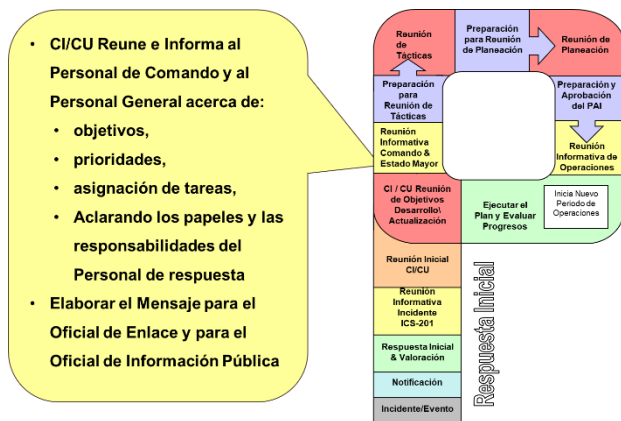 • CI/CU Reune e Informa al
Personal de Comando y al
Personal General acerca de:
• objetivos,
• prioridades,
• asignación de tareas,
• Aclarando los papeles y las
responsabilidades del
Personal de respuesta
• Elaborar el Mensaje para el
Oficial de Enlace y para el
Oficial de Información Pública
Reunión
de
Tácticas
Preparación
para Reunión
de Planeación
Reunión de
Planeación
Preparación
para
Reunión de
Tácticas
Preparación y
Aprobación
del PAI
Reunión
Informativa
Comando &
Estado Mayor
Reunión
Informativa de
Operaciones
CI / CU Reunión
de Objetivos
Desarrollo\
Actualización
Ejecutar el
Plan y Evaluar
Progresos
Inicia Nuevo
Periodo de
Operaciones
Reunión Inicial
CI/CU
Reunión
Informativa
Incidente
ICS-201
Respuesta Inicial
& Valoración
Notificación
Incidente/Evento
Respuesta Inicial